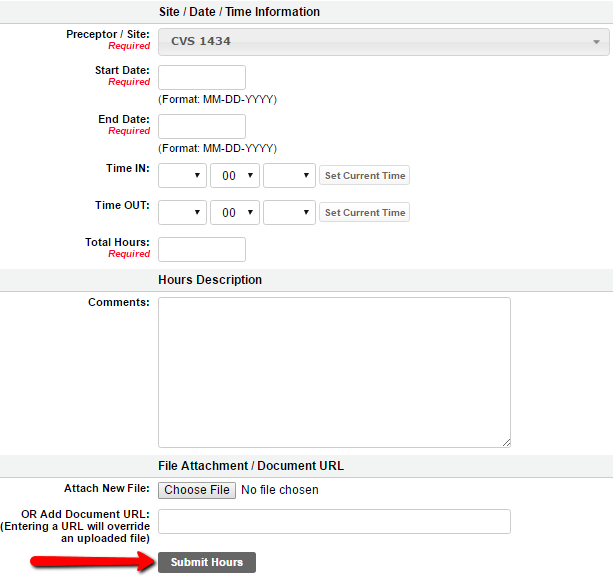 Site / Date / Time Information
Preceptor / Site:
Required
CVS 1434
Start Date:
Required
(Format: MM-DD-YYYY)
End Date:
Required
(Format: MM-DD-YYYY)
Time IN:
00
Set Current Time
Time OUT:
00
Set Current Time
Total Hours:
Required
Hours Description
Comments:
File Attachment / Document URL
Attach New File:
Choose File No file chosen
OR Add Document URL:
(Entering a URL will override
an uploaded file)
Submit Hours